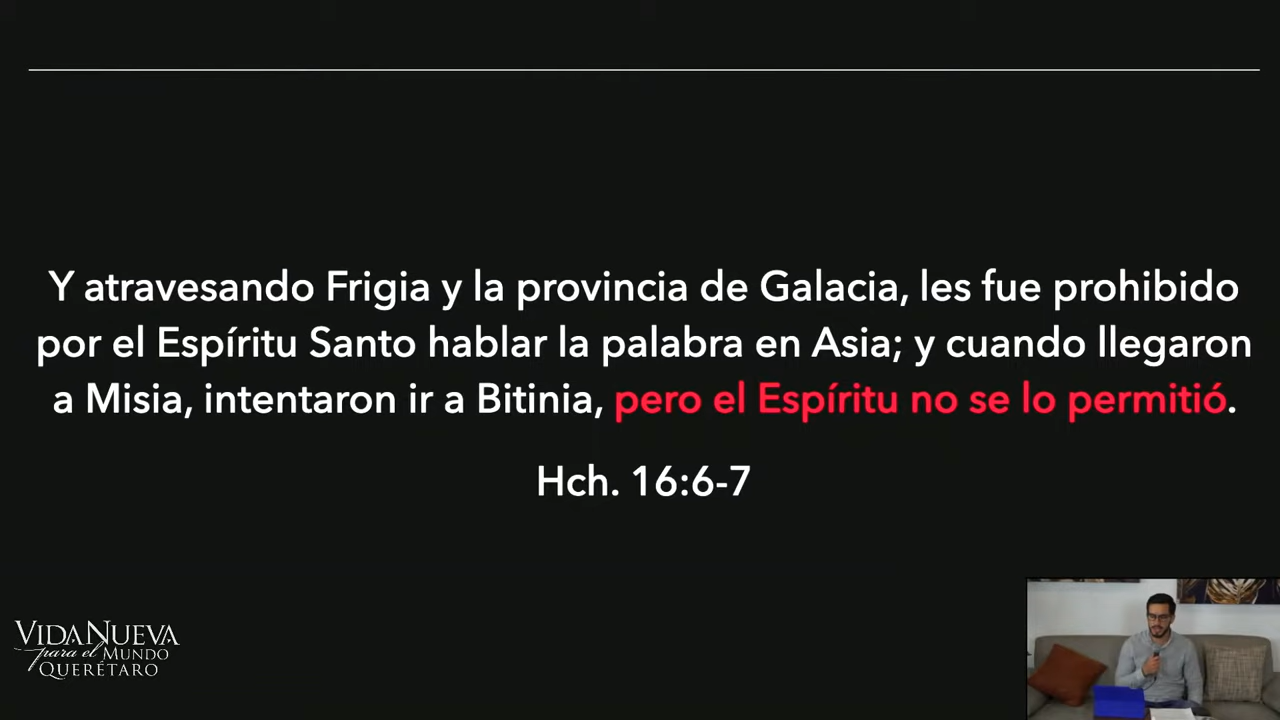 Y atravesando Frigia y la provincia de Galacia, les fue prohibido
por el Espíritu Santo hablar la palabra en Asia; y cuando llegaron
a Misia, intentaron ir a Bitinia, pero el Espíritu no se lo permitió.
Hch. 16:6-7
VIDA NUEVA
para el MUNDO
QUERÉTARO